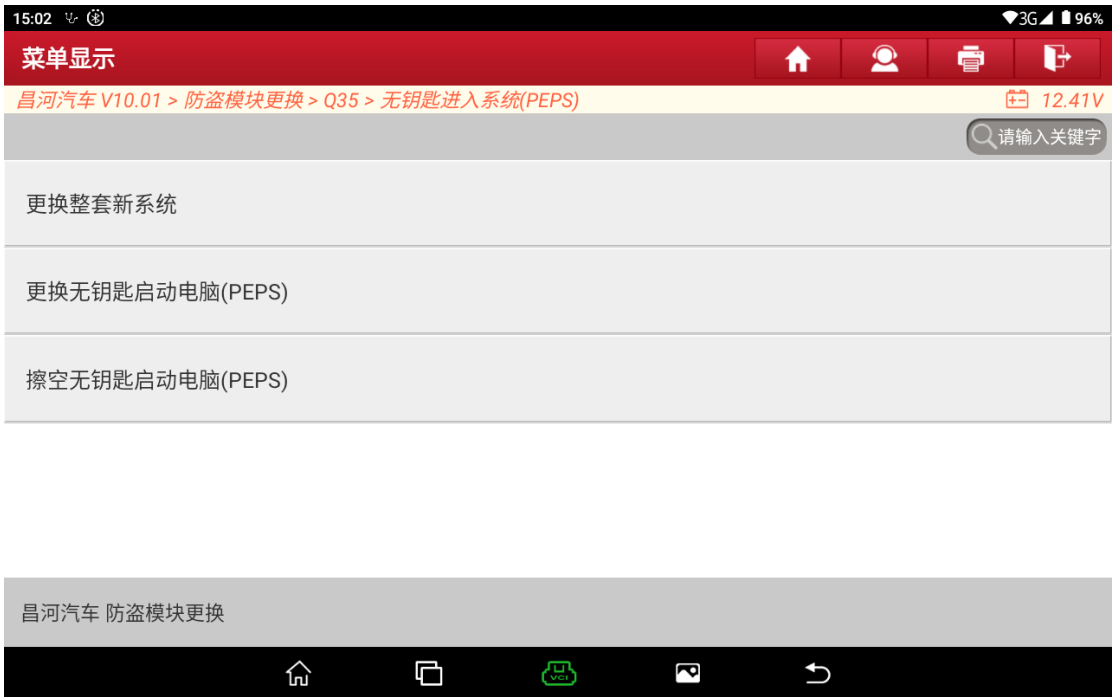 15:02 3G 96%
菜单显示
昌河汽车 V10.01 > 防盗模块更换 > Q35 > 无钥匙进入系统(PEPS) 12.41V
请输入关键字
更换整套新系统
更换无钥匙启动电脑(PEPS)
擦空无钥匙启动电脑(PEPS)
昌河汽车 防盗模块更换
VCI